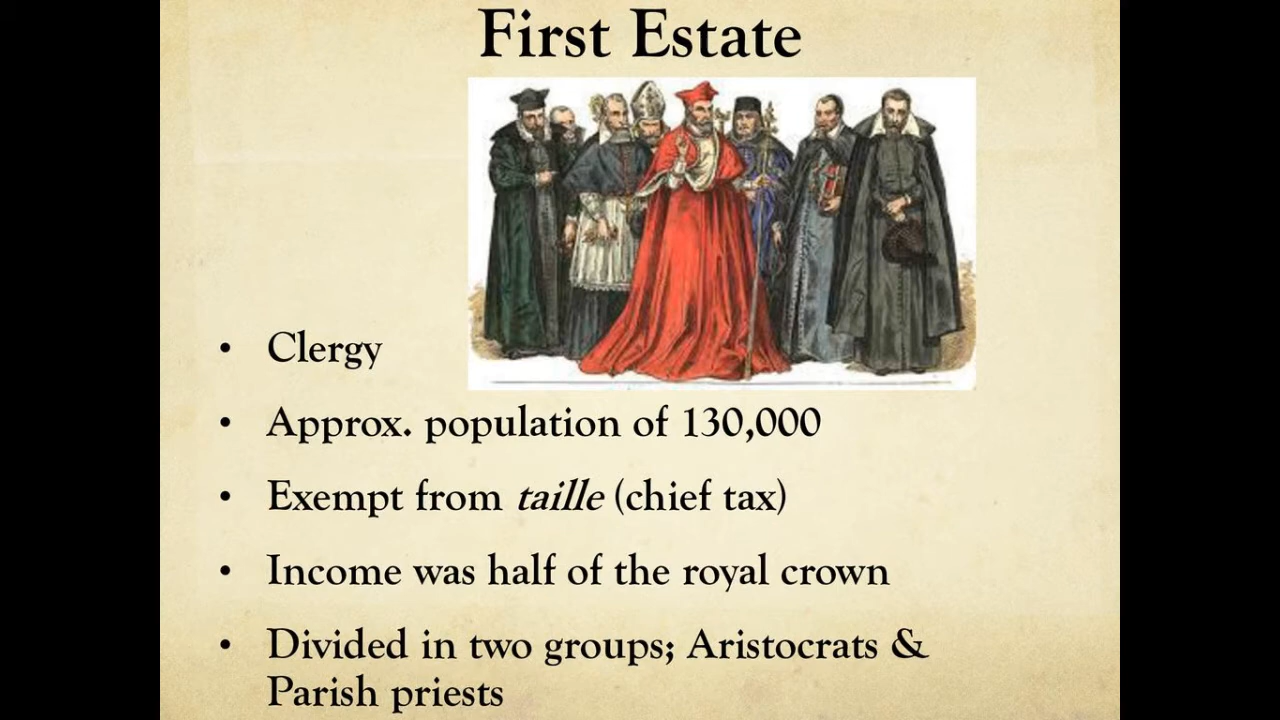 First Estate
• Clergy
• Approx. population of 130,000
• Exempt from taille (chief tax)
• Income was half of the royal crown
• Divided in two groups; Aristocrats &
Parish priests